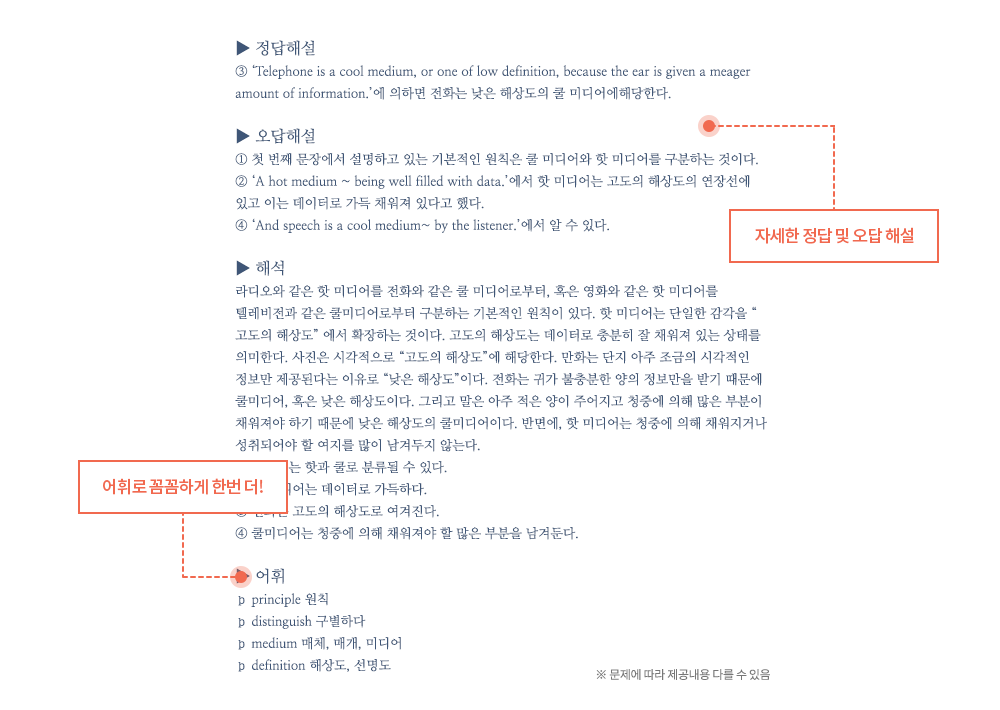 ▶ 정답해설
③ ‘Telephone is a cool medium, or one of low definition, because the ear is given a meager
amount of information.’에 의하면 전화는 낮은 해상도의 쿨 미디어에해당한다.
▶ 오답해설
① 첫 번째 문장에서 설명하고 있는 기본적인 원칙은 쿨 미디어와 핫 미디어를 구분하는 것이다.
② ‘A hot medium ~ being well filled with data.’에서 핫 미디어는 고도의 해상도의 연장선에
있고 이는 데이터로 가득 채워져 있다고 했다.
④ ‘And speech is a cool medium~ by the listener.’에서 알 수 있다.
자세한 정답 및 오답 해설
▶ 해석
라디오와 같은 핫 미디어를 전화와 같은 쿨 미디어로부터, 혹은 영화와 같은 핫 미디어를
텔레비전과 같은 쿨미디어로부터 구분하는 기본적인 원칙이 있다. 핫 미디어는 단일한 감각을 “
고도의 해상도” 에서 확장하는 것이다. 고도의 해상도는 데이터로 충분히 잘 채워져 있는 상태를
의미한다. 사진은 시각적으로 “고도의 해상도”에 해당한다. 만화는 단지 아주 조금의 시각적인
정보만 제공된다는 이유로 “낮은 해상도”이다. 전화는 귀가 불충분한 양의 정보만을 받기 때문에
쿨미디어, 혹은 낮은 해상도이다. 그리고 말은 아주 적은 양이 주어지고 청중에 의해 많은 부분이
채워져야 하기 때문에 낮은 해상도의 쿨미디어이다. 반면에, 핫 미디어는 청중에 의해 채워지거나
성취되어야 할 여지를 많이 남겨두지 않는다.
는 핫과 쿨로 분류될 수 있다.
어는 데이터로 가득하다.
고도의 해상도로 여겨진다.
④ 쿨미디어는 청중에 의해 채워져야 할 많은 부분을 남겨둔다.
어휘로 꼼꼼하게 한번 더!
어휘
þ principle 원칙
þ distinguish 구별하다
þ medium 매체, 매개, 미디어
þ definition 해상도, 선명도
※ 문제에 따라 제공내용 다를 수 있음